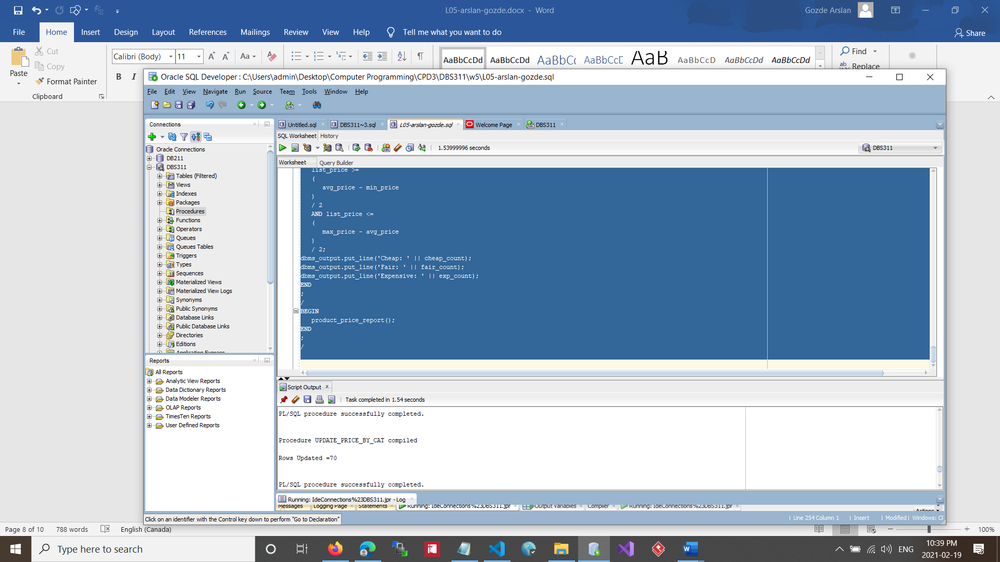 L05-arslan-gozde.docx - Word
Gozde Arslan
File Home Insert Design Layout References Mailings Review View Help Tell me what you want to do
Share
Paste
Cut
Copy
Format Painter
Clipboard
Calibri (Body) 11
Aa
B I
AaBbCcDd AaBbCcDd AaBbC AaBbCcE AaB AaBbCcD AaBbCcDd AaBbCcDd
Find
Replace
Oracle SQL Developer : C:\Users\admin\Desktop\Computer Programming\CPD3\DBS311\w5\L05-arslan-gozde.sql
File Edit View Navigate Run Source Team Tools Window Help
Connections
Oracle Connections
DB211
DBS311
Tables (Filtered)
Views
Indexes
Packages
Procedures
Functions
Operators
Queues
Queues Tables
Triggers
Types
Sequences
Materialized Views
Materialized View Logs
Synonyms
Public Synonyms
Database Links
Public Database Links
Directories
Editions
Application Express
Reports
All Reports
Analytic View Reports
Data Dictionary Reports
Data Modeler Reports
OLAP Reports
TimesTen Reports
User Defined Reports
Untitled.sql DBS311~3.sql L05-arslan-gozde.sql Welcome Page DBS311
SQL Worksheet History
1.53999996 seconds
DBS311
Worksheet Query Builder
list_price >=
(
avg_price - min_price
)
/ 2
AND list_price <=
(
max_price - avg_price
)
/ 2;
dbms_output.put_line('Cheap: ' || cheap_count);
dbms_output.put_line('Fair: ' || fair_count);
dbms_output.put_line('Expensive: ' || exp_count);
END
;
/
BEGIN
product_price_report();
END
;
/
Script Output
Task completed in 1.54 seconds
PL/SQL procedure successfully completed.
Procedure UPDATE_PRICE_BY_CAT compiled
Rows Updated =70
PL/SQL procedure successfully completed.
Running: IdeConnections%23DBS311.jpr - Log
Messages Logging Page Statements Running: IdeConnections%23DBS311.jpr Output Variables Compiler Running: IdeConnections%23DBS311.jpr
Actions
Click on an identifier with the Control key down to perform "Go to Declaration"
Line 254 Column 1 Insert Modified Windows: CF
Page 8 of 10 788 words English (Canada) 100%
Type here to search
ENG
10:39 PM
2021-02-19